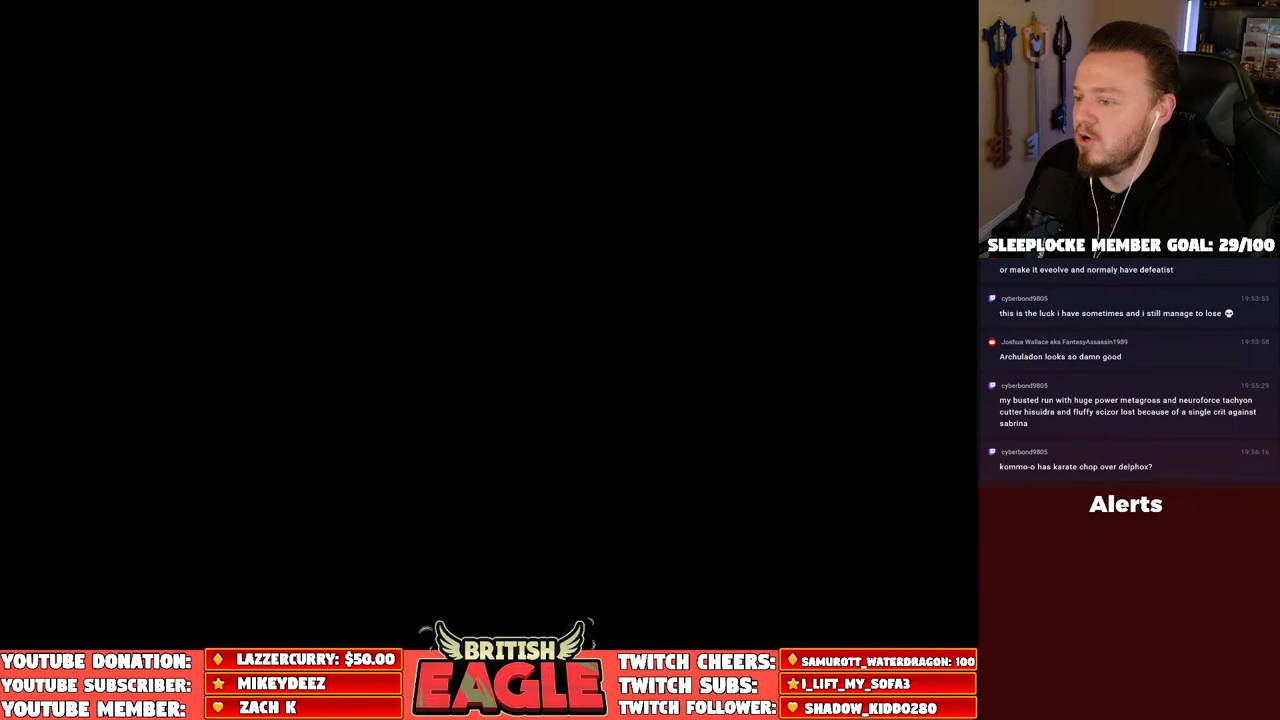 SLEEPLOCKE MEMBER GOAL: 29/100
or make it eveolve and normaly have defeatist
cyberbond9805 19:53:53
this is the luck i have sometimes and i still manage to lose 💀
Joshua Wallace aka FantasyAssassin1989 19:53:58
Archuladon looks so damn good
cyberbond9805 19:55:29
my busted run with huge power metagross and neuroforce tachyon
cutter hisuidra and fluffy scizor lost because of a single crit against
sabrina
cyberbond9805 19:56:16
kommo-o has karate chop over delphox?
Alerts
YOUTUBE DONATION: LAZZERCURRY: $50.00
YOUTUBE SUBSCRIBER: MIKEYDEEZ
YOUTUBE MEMBER: ZACH K
BRITISH
EAGLE
TWITCH CHEERS: SAMUROTT_WATERDRAGON: 100
TWITCH SUBS: I_LIFT_MY_SOFA3
TWITCH FOLLOWER: SHADOW_KIDDO280